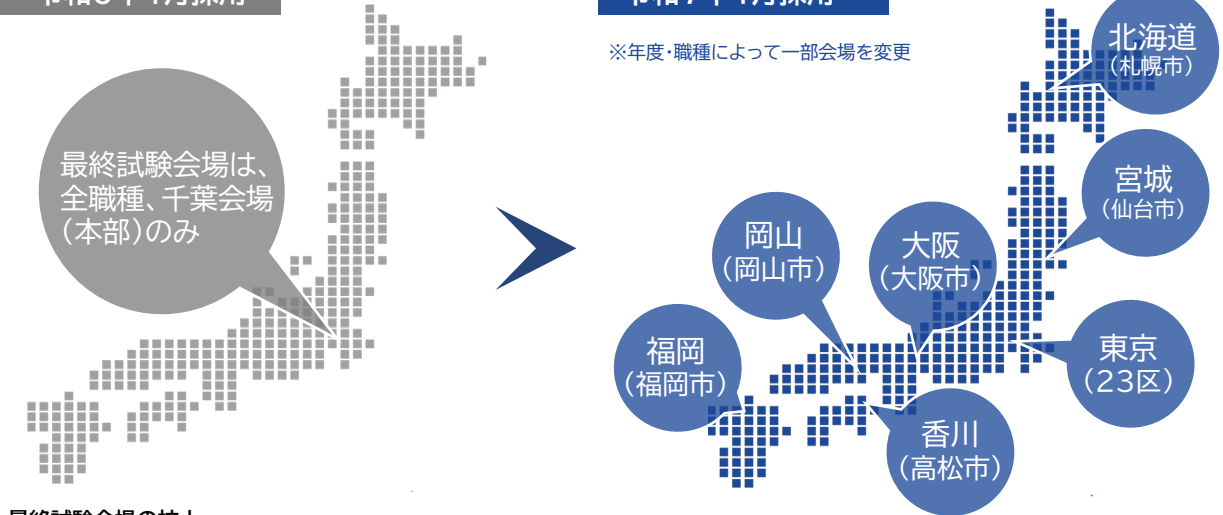 最終試験会場は、
全職種、千葉会場
（本部）のみ
※年度・職種によって一部会場を変更
北海道
（札幌市）
宮城
（仙台市）
岡山
（岡山市）
大阪
（大阪市）
福岡
（福岡市）
東京
（23区）
香川
（高松市）